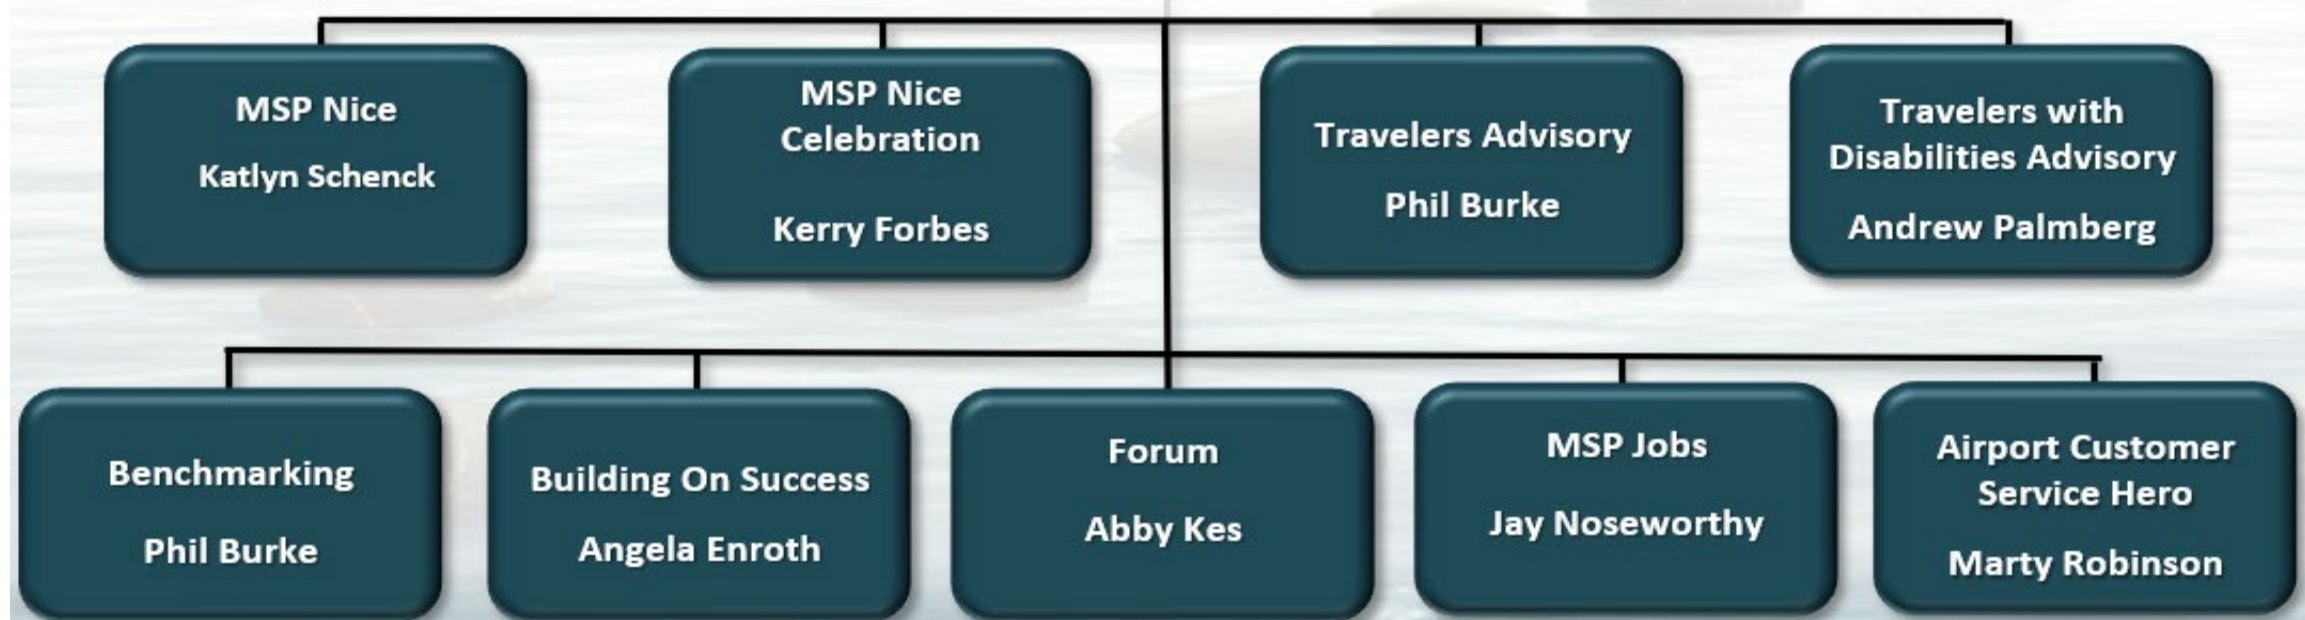 MSP Nice
Katlyn Schenck
MSP Nice
Celebration
Kerry Forbes
Travelers Advisory
Phil Burke
Travelers with
Disabilities Advisory
Andrew Palmberg
Benchmarking
Phil Burke
Building On Success
Angela Enroth
Forum
Abby Kes
MSP Jobs
Jay Noseworthy
Airport Customer
Service Hero
Marty Robinson